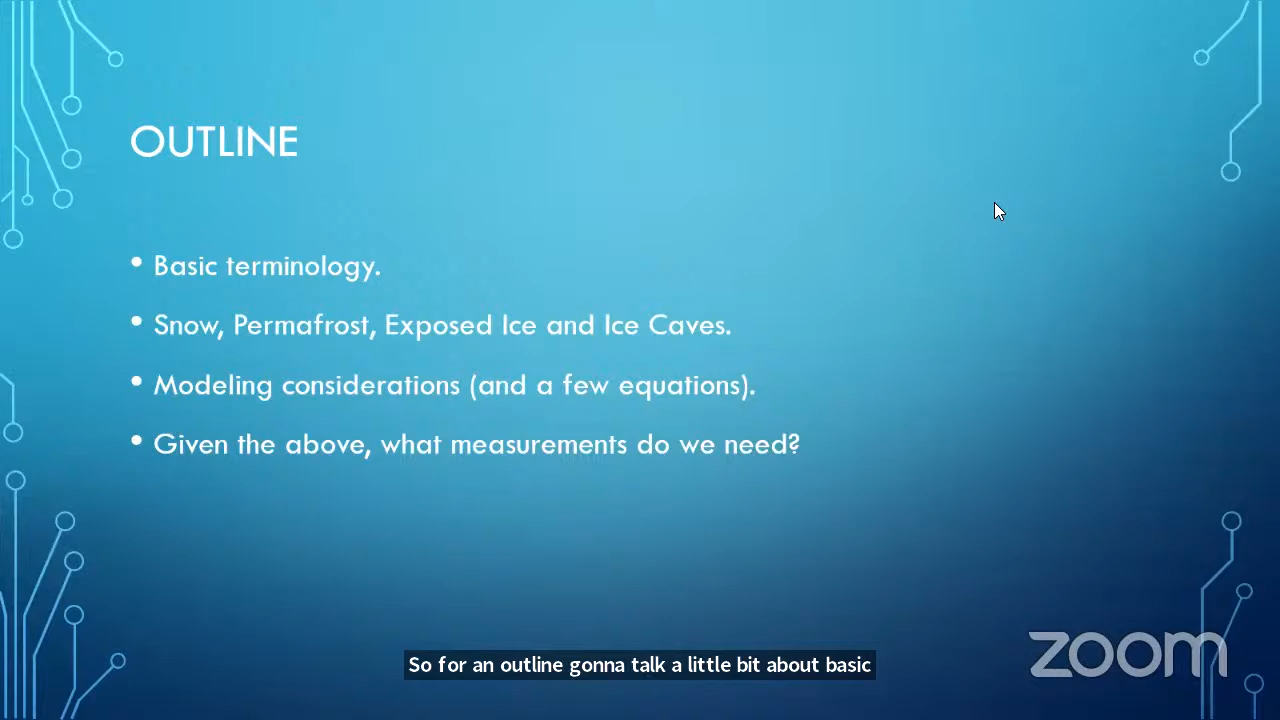 OUTLINE
• Basic terminology.
• Snow, Permafrost, Exposed Ice and Ice Caves.
• Modeling considerations (and a few equations).
• Given the above, what measurements do we need?
So for an outline gonna talk a little bit about basic
zoom